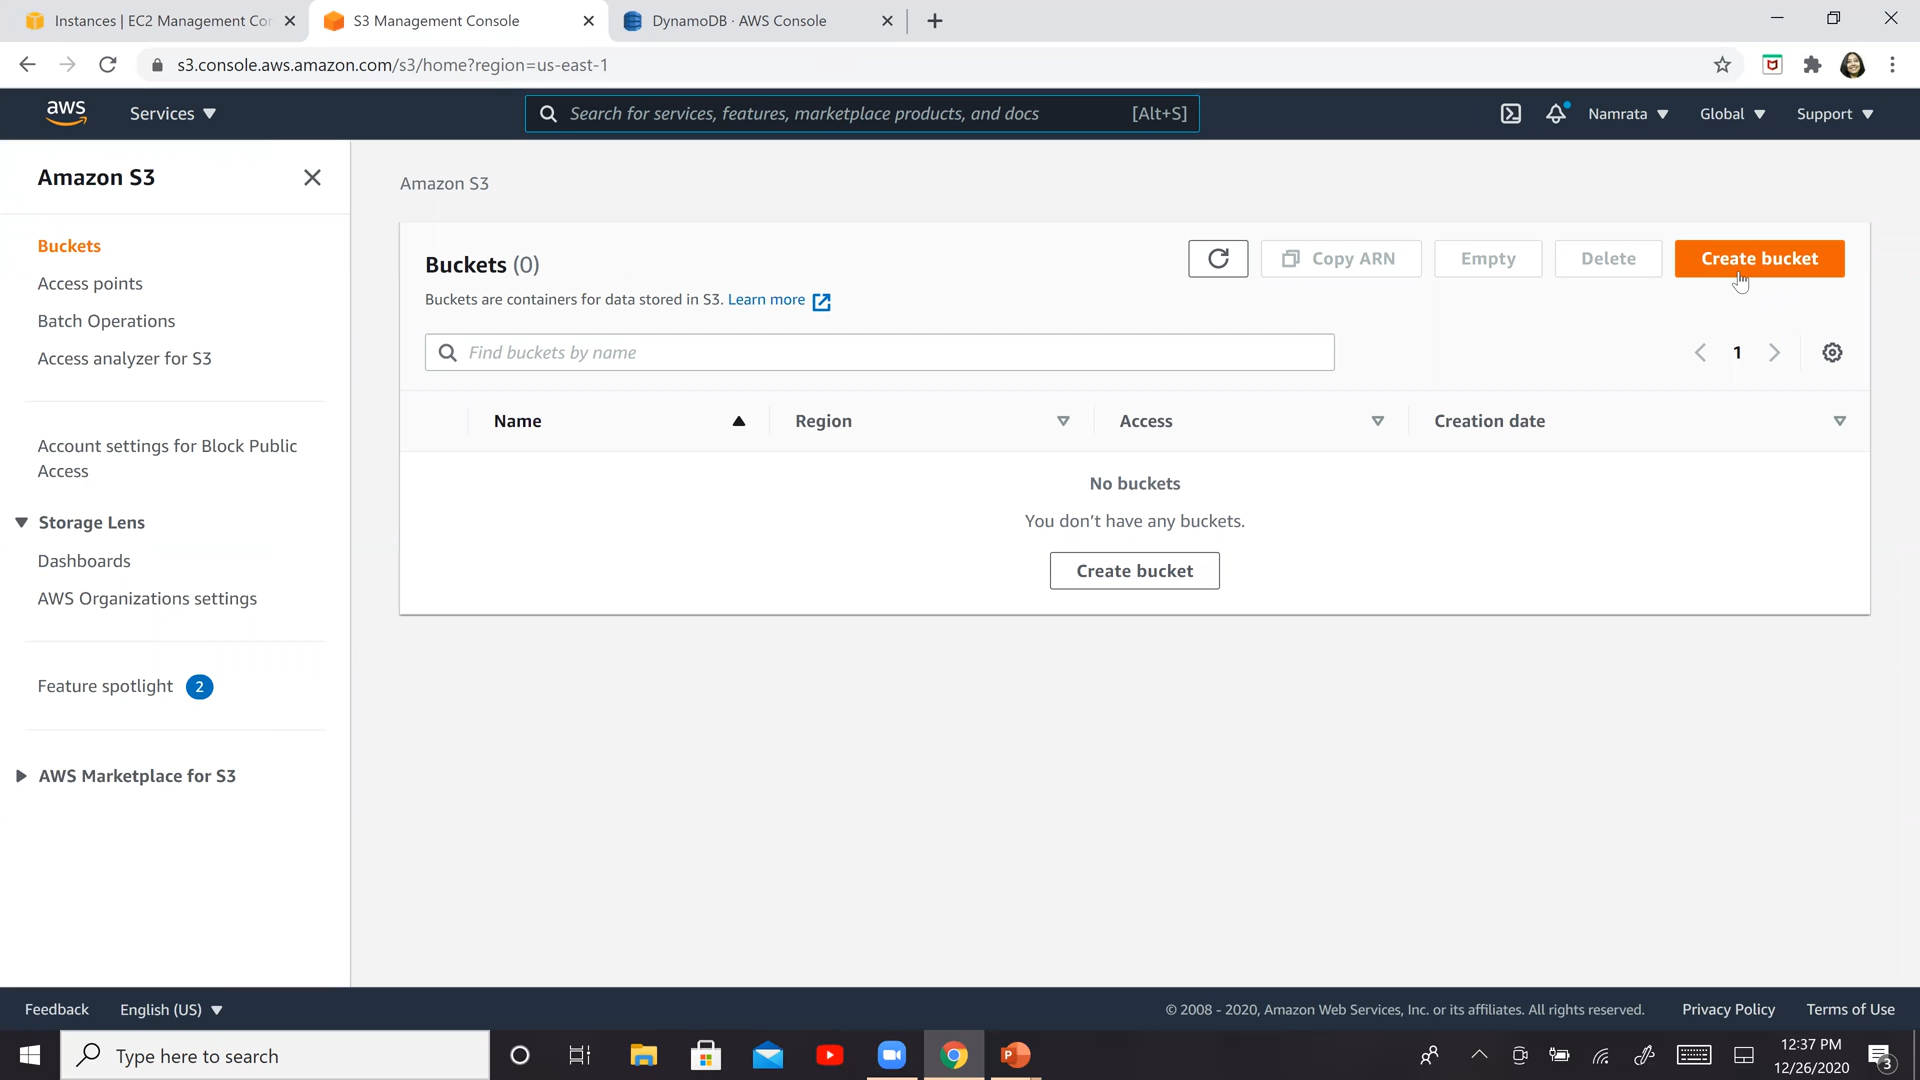 Instances | EC2 Management Con
S3 Management Console
DynamoDB · AWS Console
s3.console.aws.amazon.com/s3/home?region=us-east-1
aws
Services
Search for services, features, marketplace products, and docs
[Alt+S]
Namrata
Global
Support
Amazon S3
Buckets
Access points
Batch Operations
Access analyzer for S3
Account settings for Block Public
Access
Storage Lens
Dashboards
AWS Organizations settings
Feature spotlight 2
AWS Marketplace for S3
Amazon S3
Buckets (0)
Copy ARN
Empty
Delete
Create bucket
Buckets are containers for data stored in S3. Learn more
Find buckets by name
1
Name
Region
Access
Creation date
No buckets
You don't have any buckets.
Create bucket
Feedback
English (US)
© 2008 - 2020, Amazon Web Services, Inc. or its affiliates. All rights reserved.
Privacy Policy
Terms of Use
Type here to search
12:37 PM
12/26/2020
3